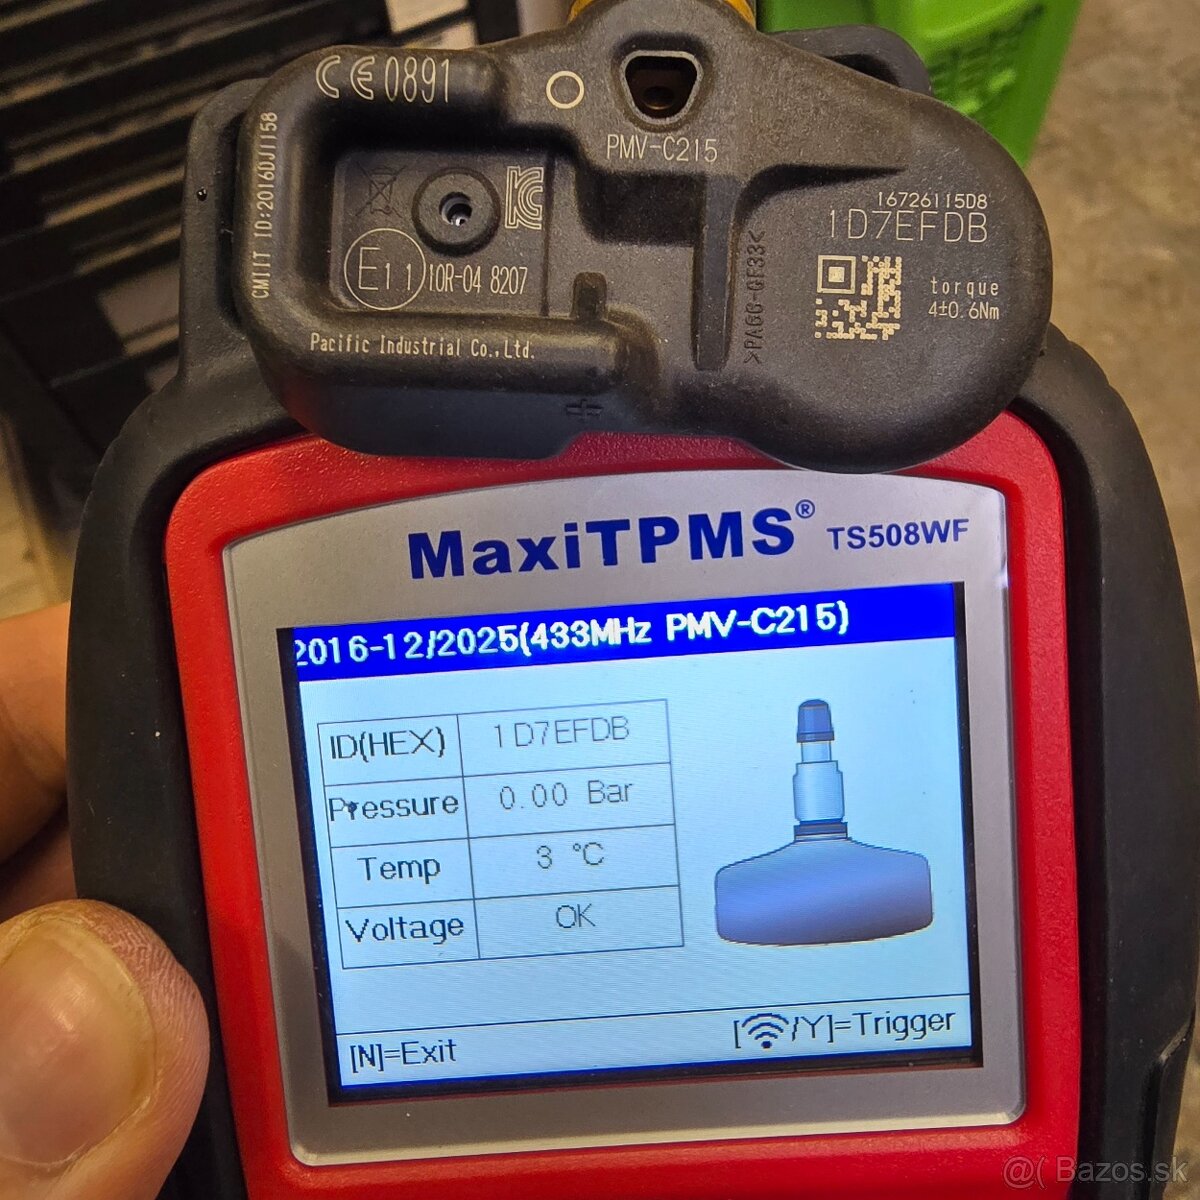 CE0891
PMV-C215
CMIIT ID:2016DJ1158
E11
10R-04 8207
Pacific Industrial Co.,Ltd.
>PA66-GF33<
16726115D8
1D7EFDB
torque
4±0.6Nm
MaxiTPMS® TS508WF
2016-12/2025(433MHz PMV-C215)
ID(HEX) 1D7EFDB
Pressure 0.00 Bar
Temp 3 °C
Voltage OK
[N]=Exit
[/Y]=Trigger
@( Bazos.sk